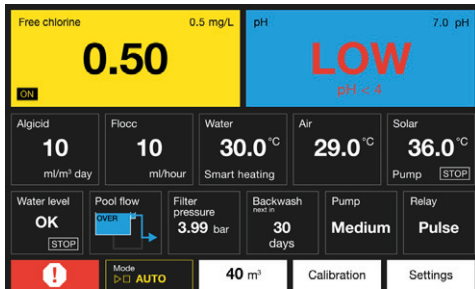 Free chlorine 0.5 mg/L
0.50
ON
pH 7.0 pH
LOW
pH < 4
Algicid
10
ml/m³ day
Flocc
10
ml/hour
Water
30.0 °C
Smart heating
Air
29.0 °C
Solar
36.0 °C
Pump STOP
Water level
OK
STOP
Pool flow
OVER
Filter
pressure
3.99 bar
Backwash
next in
30
days
Pump
Medium
Relay
Pulse
!
Mode
AUTO
40 m³
Calibration
Settings